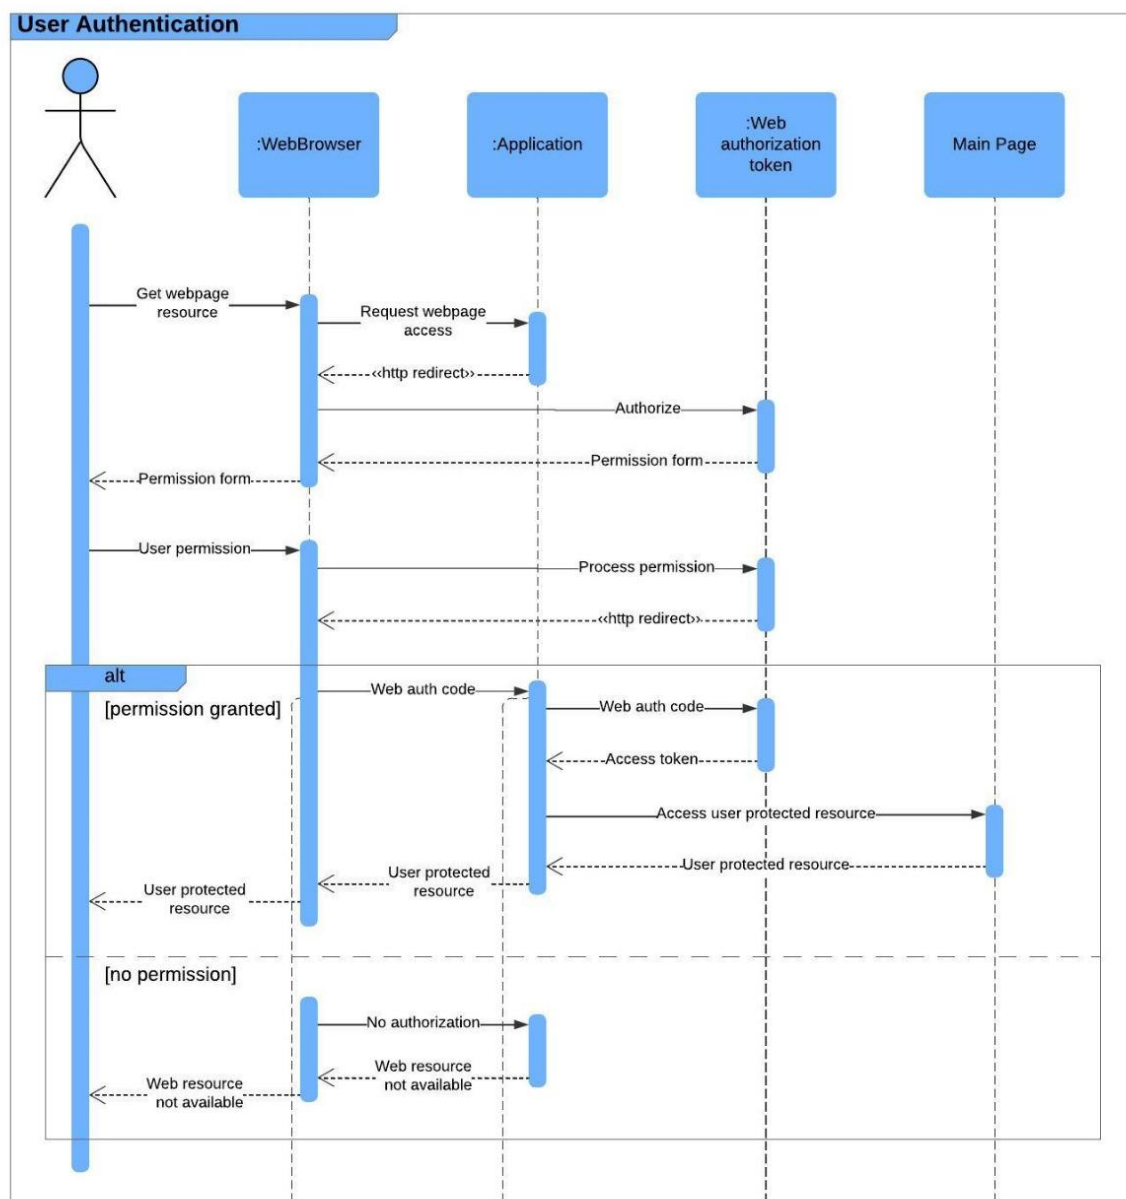 User Authentication
:WebBrowser
:Application
:Web
authorization
token
Main Page
Get webpage
resource
Request webpage
access
‹‹http redirect››
Authorize
Permission form
Permission form
User permission
Process permission
‹‹http redirect››
alt
[permission granted]
Web auth code
Web auth code
Access token
Access user protected resource
User protected resource
User protected
resource
User protected
resource
[no permission]
No authorization
Web resource
not available
Web resource
not available